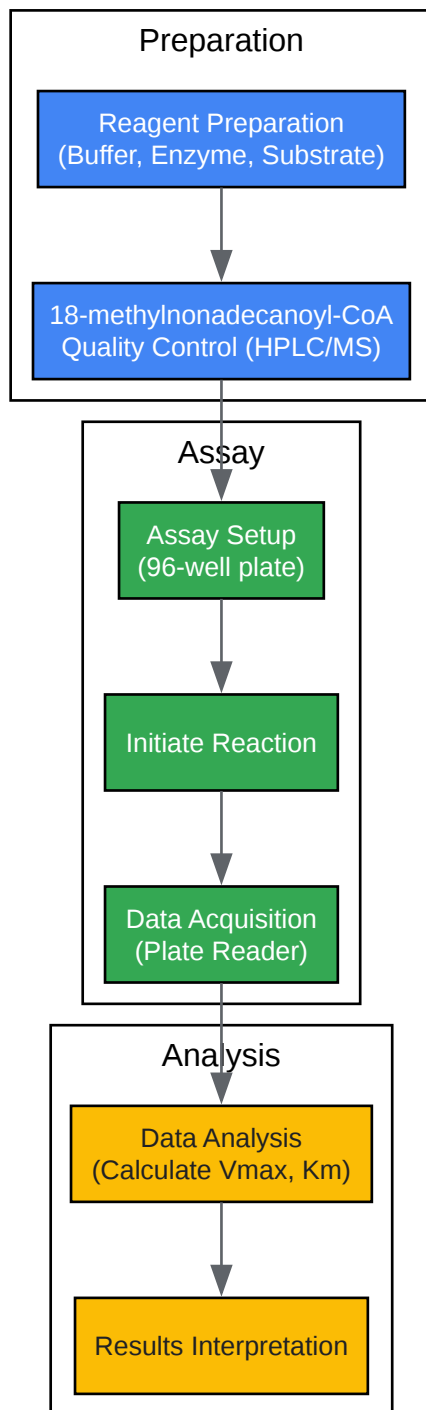 Preparation
Reagent Preparation
(Buffer, Enzyme, Substrate)
18-methylnonadecanoyl-CoA
Quality Control (HPLC/MS)
Assay
Assay Setup
(96-well plate)
Initiate Reaction
Data Acquisition
(Plate Reader)
Analysis
Data Analysis
(Calculate Vmax, Km)
Results Interpretation